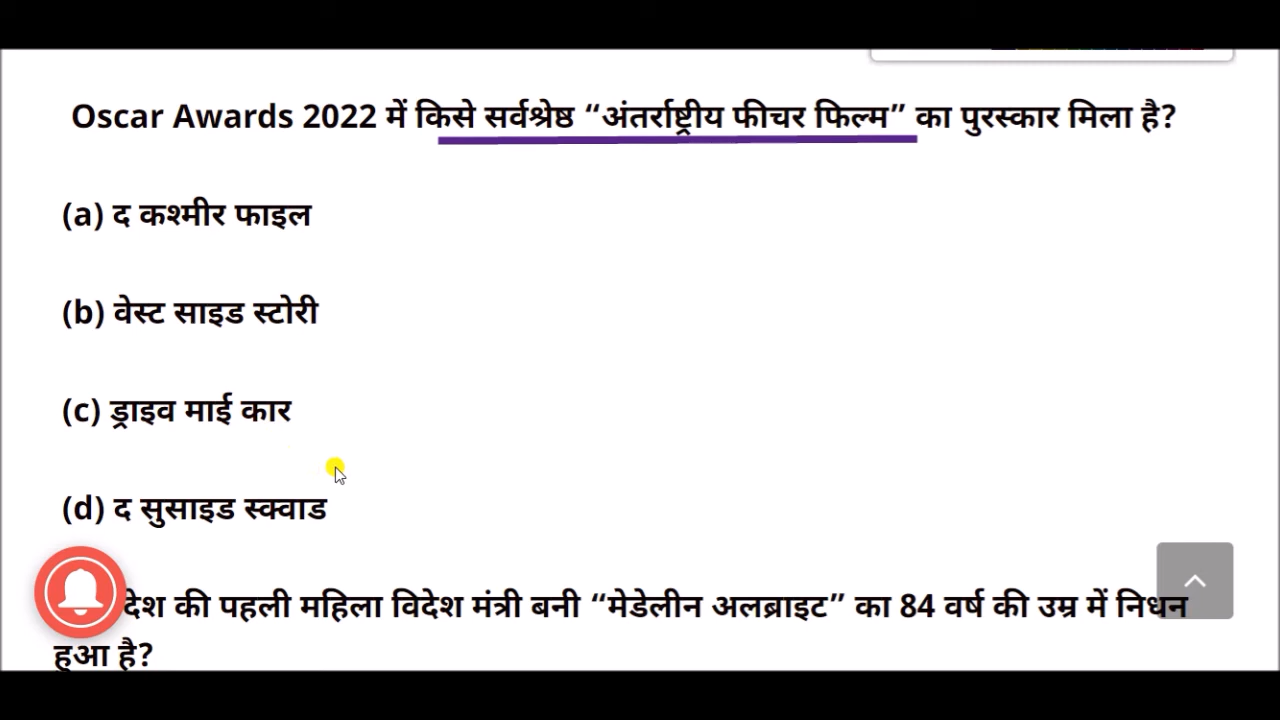 Oscar Awards 2022 में किसे सर्वश्रेष्ठ “अंतर्राष्ट्रीय फीचर फिल्म” का पुरस्कार मिला है?
(a) द कश्मीर फाइल
(b) वेस्ट साइड स्टोरी
(c) ड्राइव माई कार
(d) द सुसाइड स्क्वाड
देश की पहली महिला विदेश मंत्री बनी “मेडेलीन अलब्राइट” का 84 वर्ष की उम्र में निधन
हुआ है?